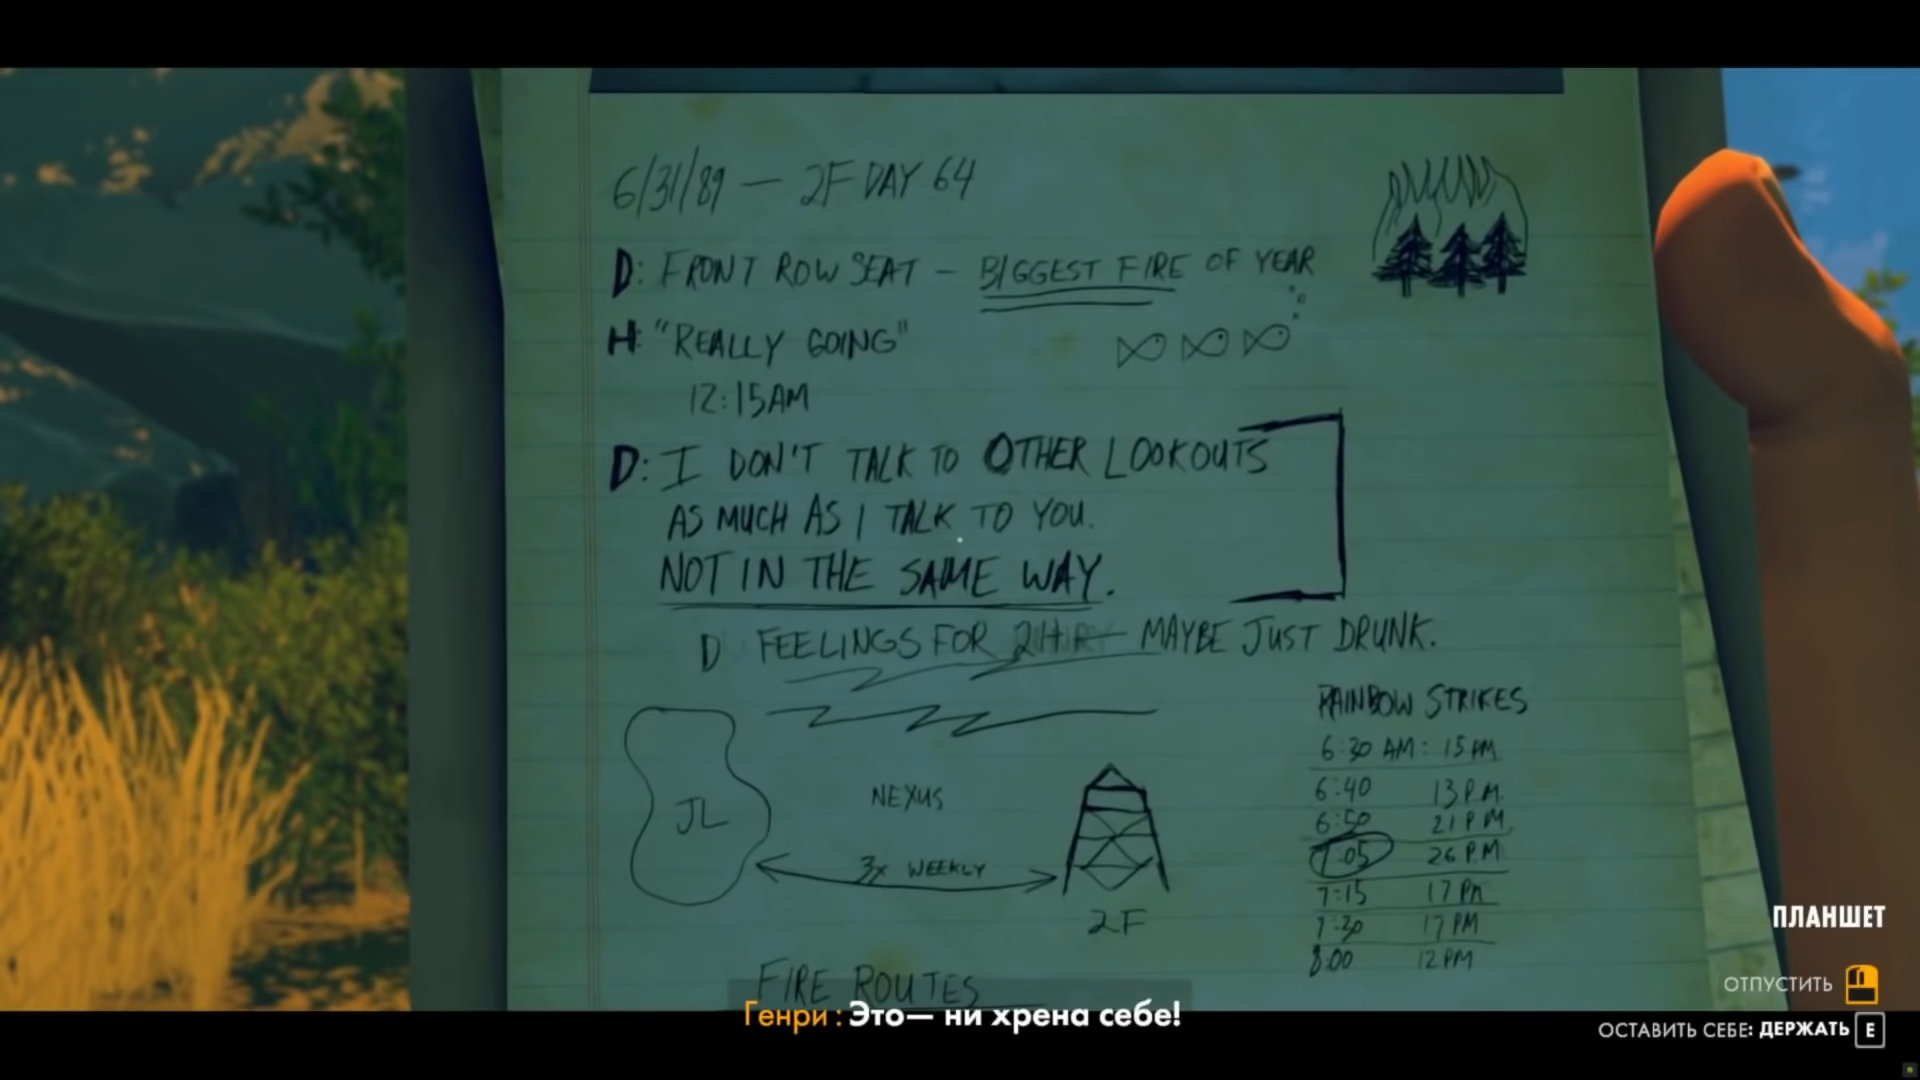 6/31/89 — 2F DAY 64
D: FRONT ROW SEAT – BIGGEST FIRE OF YEAR
H: "REALLY GOING"
12:15AM
D: I DON'T TALK TO OTHER LOOKOUTS
AS MUCH AS I TALK TO YOU.
NOT IN THE SAME WAY.
D FEELINGS FOR — MAYBE JUST DRUNK.
RAINBOW STRIKES
6:30 AM: 15 PM
6:40 13 P.M.
6:50 21 P.M.
7:05 26 P.M
7:15 17 PM
7:30 17 PM
8:00 12 PM
JL
NEXUS
3x WEEKLY
2F
FIRE ROUTES
Генри : Это— ни хрена себе!
ПЛАНШЕТ
ОТПУСТИТЬ
ОСТАВИТЬ СЕБЕ: ДЕРЖАТЬ E